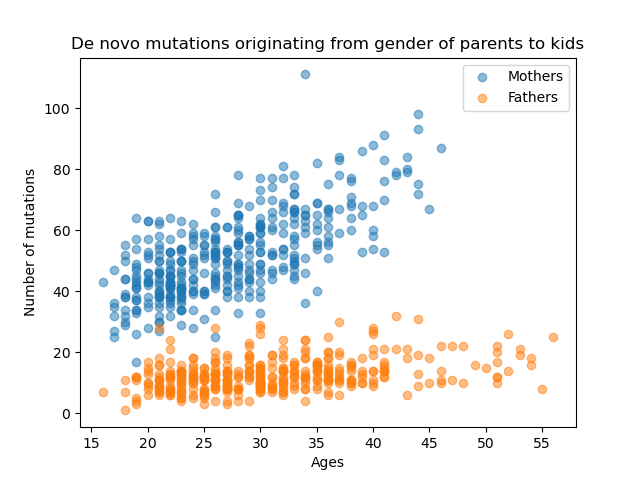 De novo mutations originating from gender of parents to kids
Mothers
Fathers
100
80
60
40
20
0
Number of mutations
15 20 25 30 35 40 45 50 55
Ages